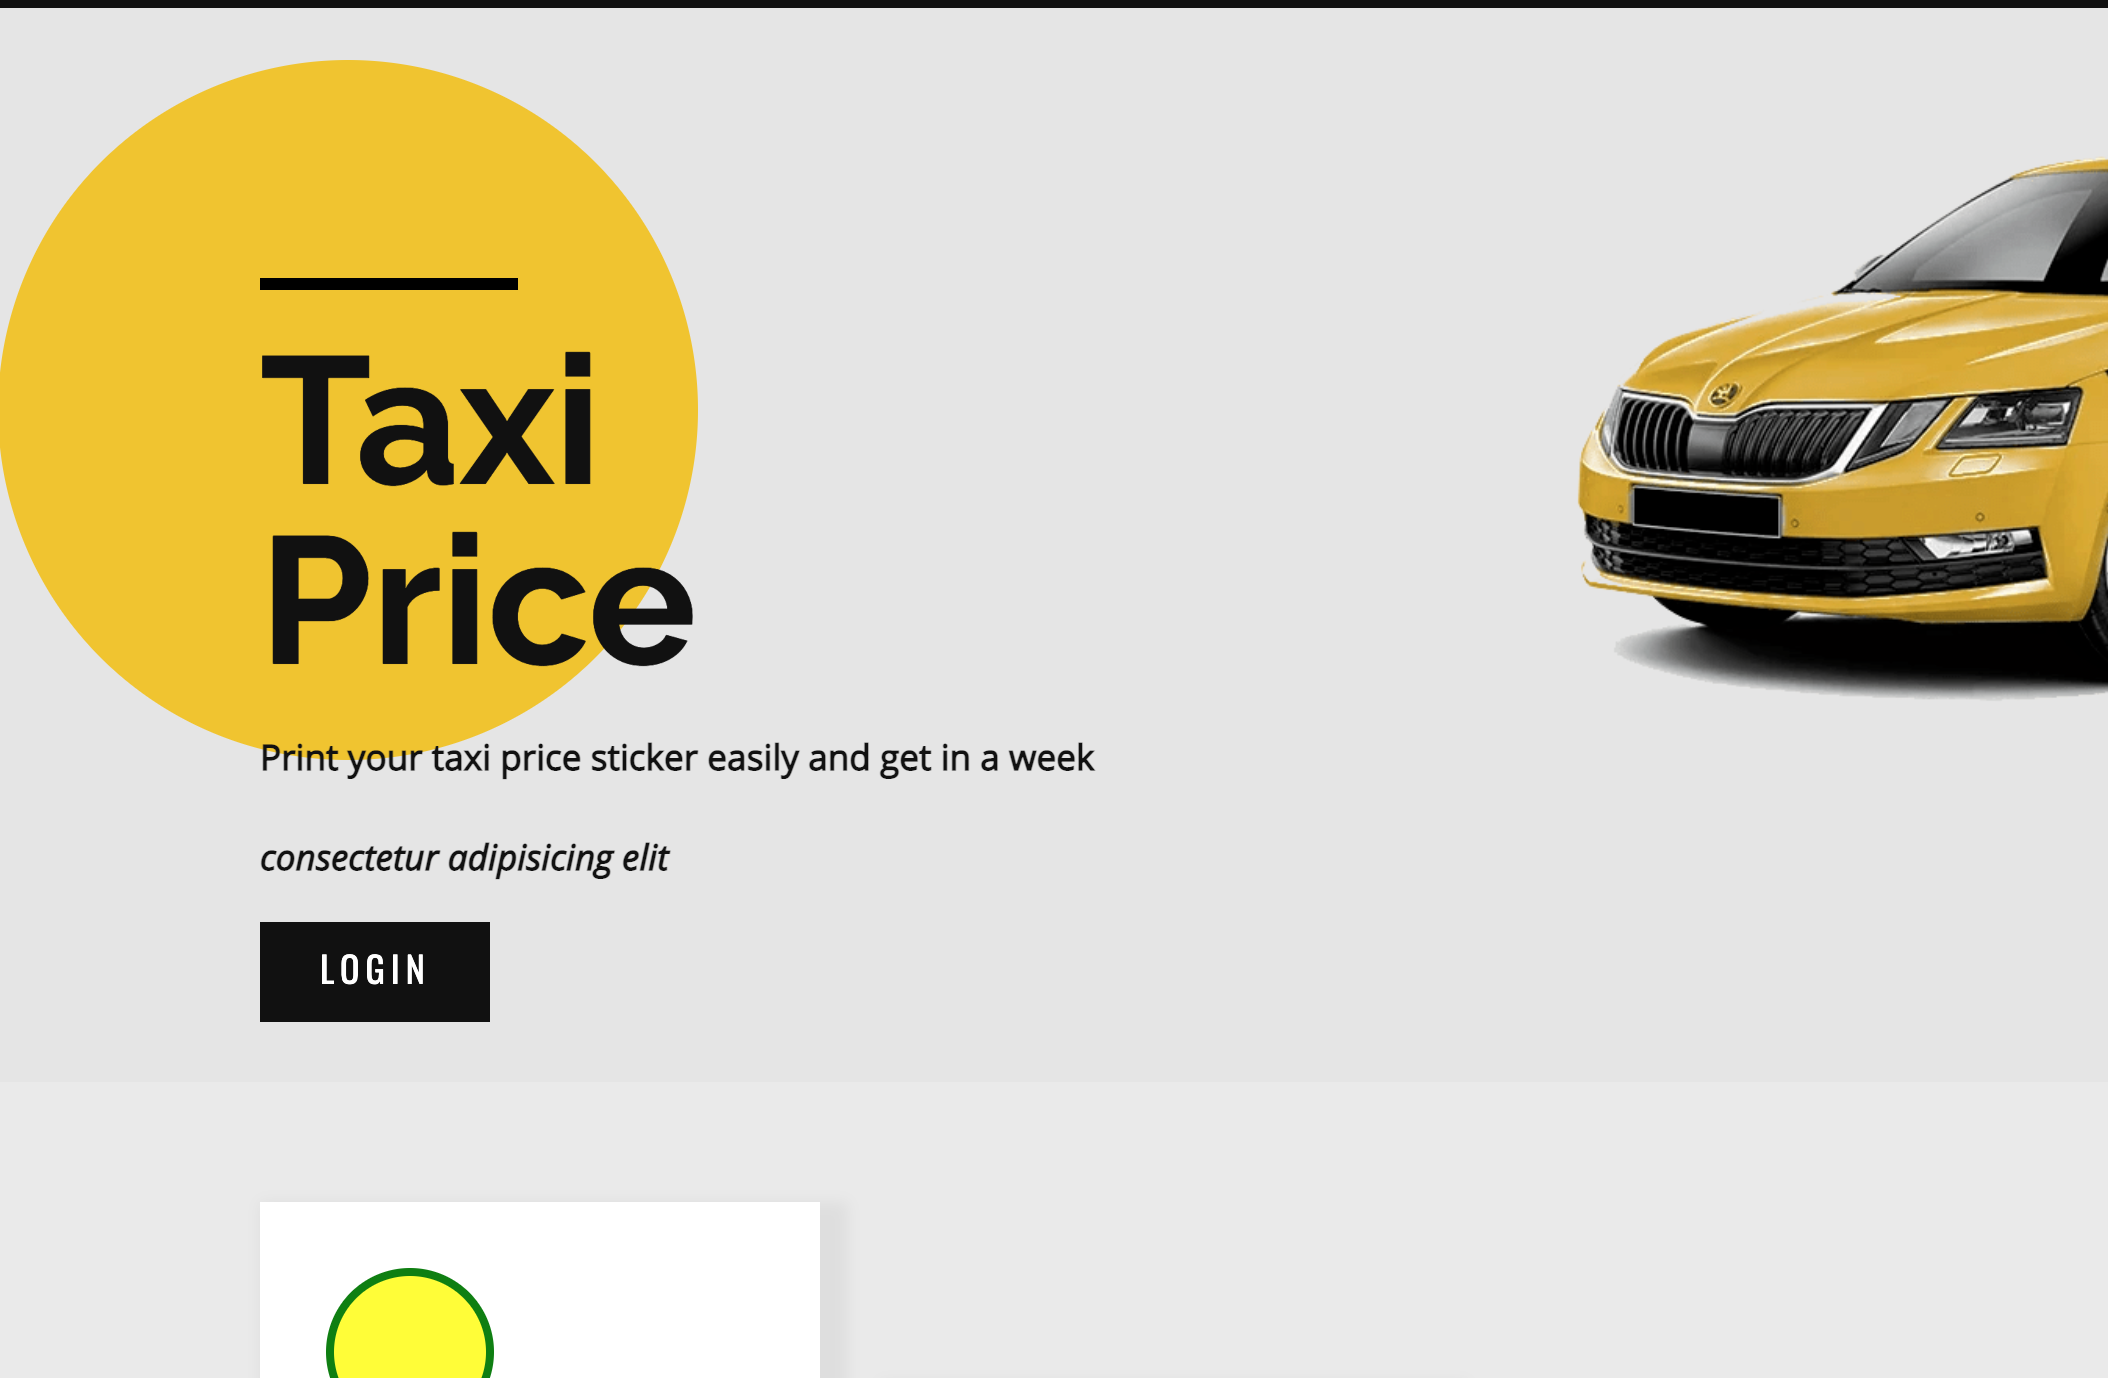 Taxi
Price
Print your taxi price sticker easily and get in a week
consectetur adipisicing elit
LOGIN